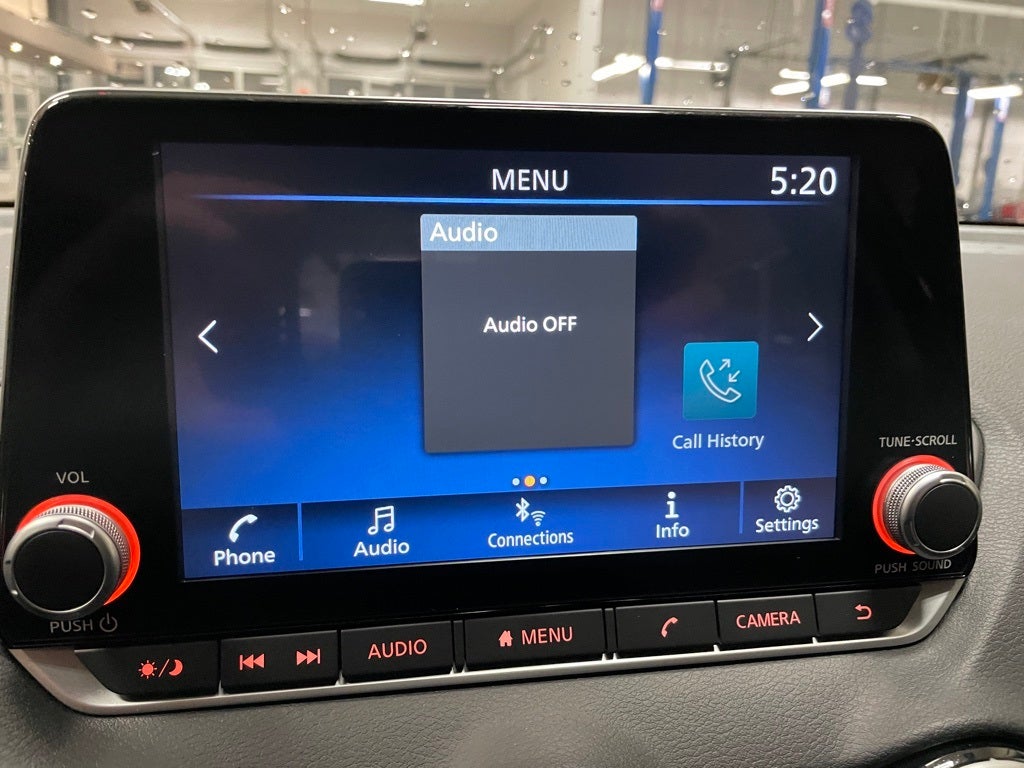 MENU
5:20
Audio
Audio OFF
Call History
Phone
Audio
Connections
Info
Settings
VOL
PUSH
TUNE·SCROLL
PUSH SOUND
AUDIO
MENU
CAMERA